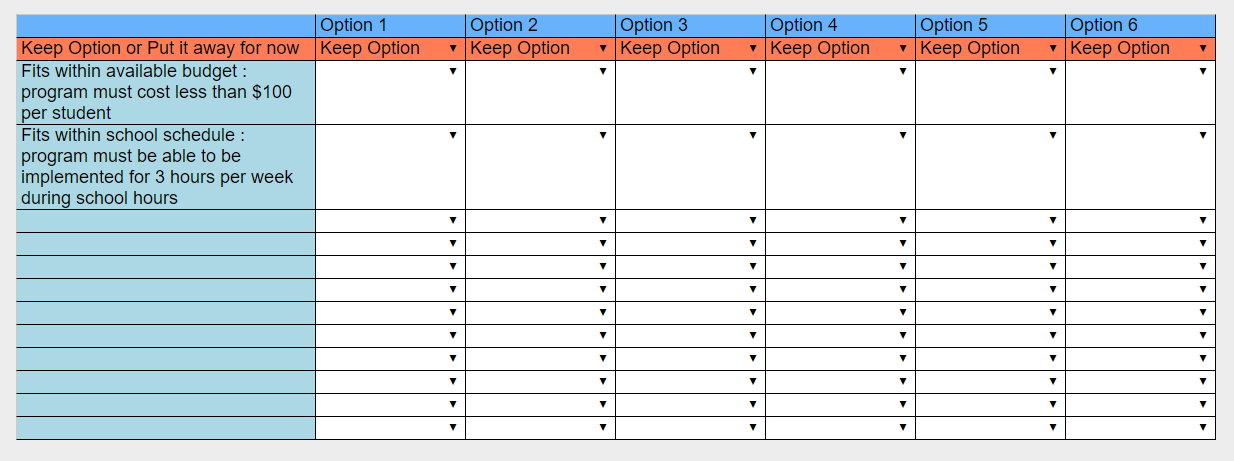 Option 1 Option 2 Option 3 Option 4 Option 5 Option 6
Keep Option or Put it away for now Keep Option Keep Option Keep Option Keep Option Keep Option Keep Option
Fits within available budget :
program must cost less than $100
per student
Fits within school schedule :
program must be able to be
implemented for 3 hours per week
during school hours